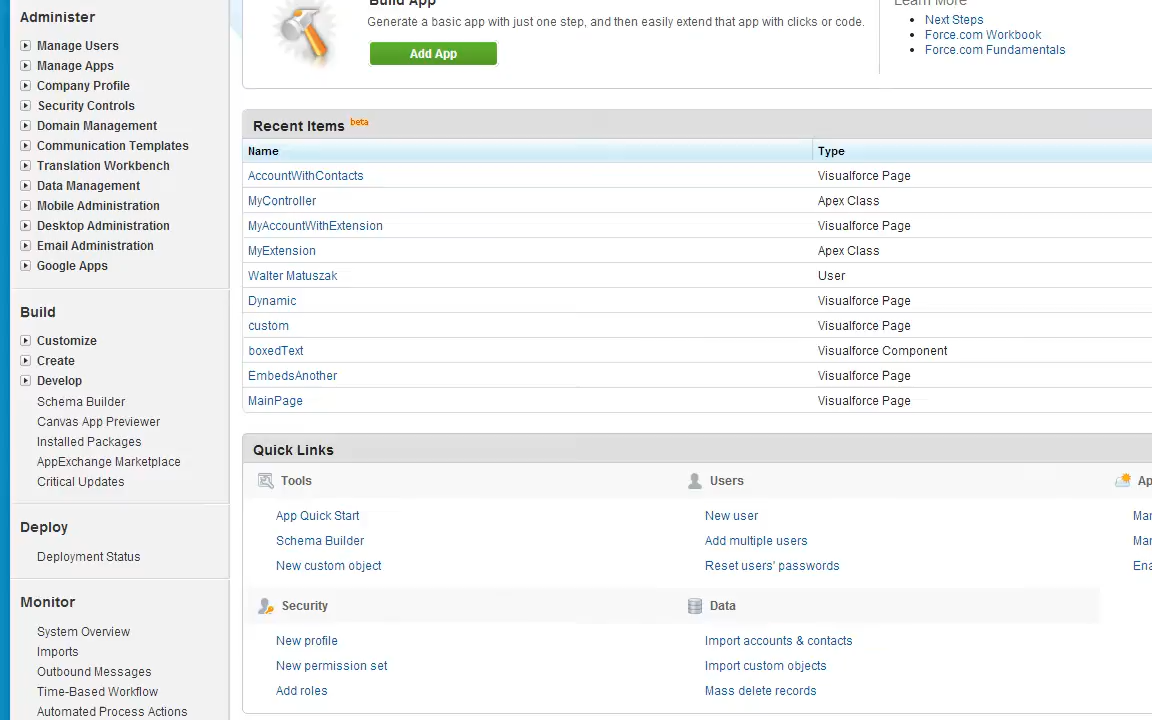 Administer
Manage Users
Manage Apps
Company Profile
Security Controls
Domain Management
Communication Templates
Translation Workbench
Data Management
Mobile Administration
Desktop Administration
Email Administration
Google Apps
Build
Customize
Create
Develop
Schema Builder
Canvas App Previewer
Installed Packages
AppExchange Marketplace
Critical Updates
Deploy
Deployment Status
Monitor
System Overview
Imports
Outbound Messages
Time-Based Workflow
Automated Process Actions
Build App
Generate a basic app with just one step, and then easily extend that app with clicks or code.
Add App
Learn More
Next Steps
Force.com Workbook
Force.com Fundamentals
Recent Items beta
Name Type
AccountWithContacts Visualforce Page
MyController Apex Class
MyAccountWithExtension Visualforce Page
MyExtension Apex Class
Walter Matuszak User
Dynamic Visualforce Page
custom Visualforce Page
boxedText Visualforce Component
EmbedsAnother Visualforce Page
MainPage Visualforce Page
Quick Links
Tools
App Quick Start
Schema Builder
New custom object
Users
New user
Add multiple users
Reset users' passwords
Ap
Mar
Mar
Ena
Security
New profile
New permission set
Add roles
Data
Import accounts & contacts
Import custom objects
Mass delete records